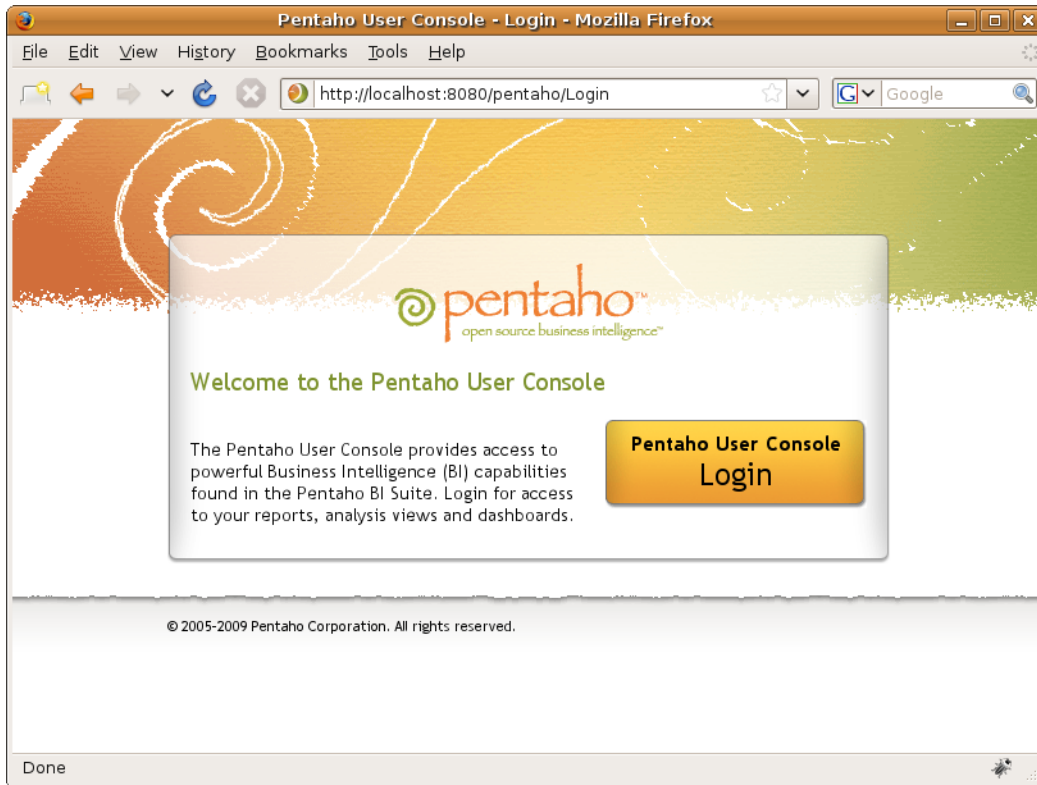 Pentaho User Console - Login - Mozilla Firefox
File Edit View History Bookmarks Tools Help
http://localhost:8080/pentaho/Login
G Google
pentaho™
open source business intelligence™
Welcome to the Pentaho User Console
The Pentaho User Console provides access to
powerful Business Intelligence (BI) capabilities
found in the Pentaho BI Suite. Login for access
to your reports, analysis views and dashboards.
Pentaho User Console
Login
© 2005-2009 Pentaho Corporation. All rights reserved.
Done